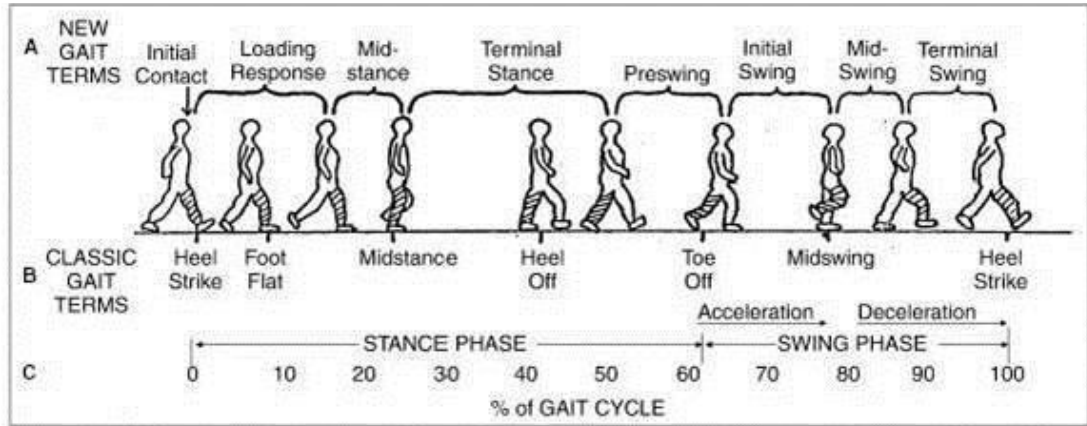 A
NEW
GAIT
TERMS
Initial
Contact
Loading
Response
Mid-
stance
Terminal
Stance
Preswing
Initial
Swing
Mid-
Swing
Terminal
Swing
B
CLASSIC
GAIT
TERMS
Heel
Strike
Foot
Flat
Midstance
Heel
Off
Toe
Off
Midswing
Heel
Strike
Acceleration
Deceleration
STANCE PHASE
SWING PHASE
C
0 10 20 30 40 50 60 70 80 90 100
% of GAIT CYCLE